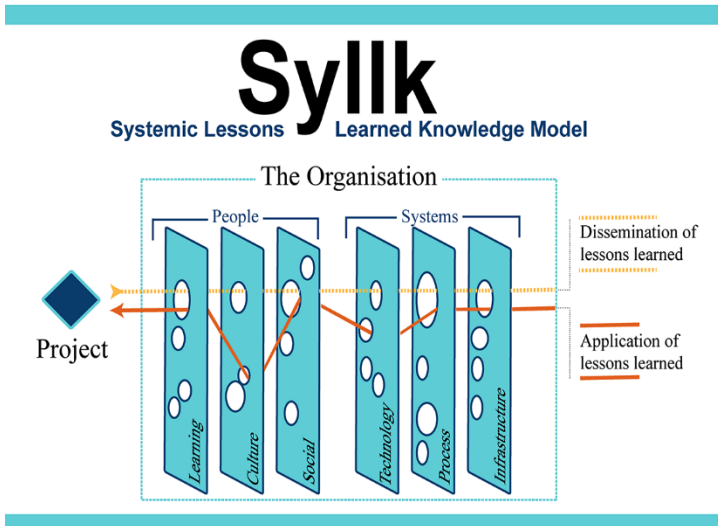 Syllk
Systemic Lessons Learned Knowledge Model
The Organisation
People
Systems
Dissemination of
lessons learned
Project
Application of
lessons learned
Learning
Culture
Social
Technology
Process
Infrastructure